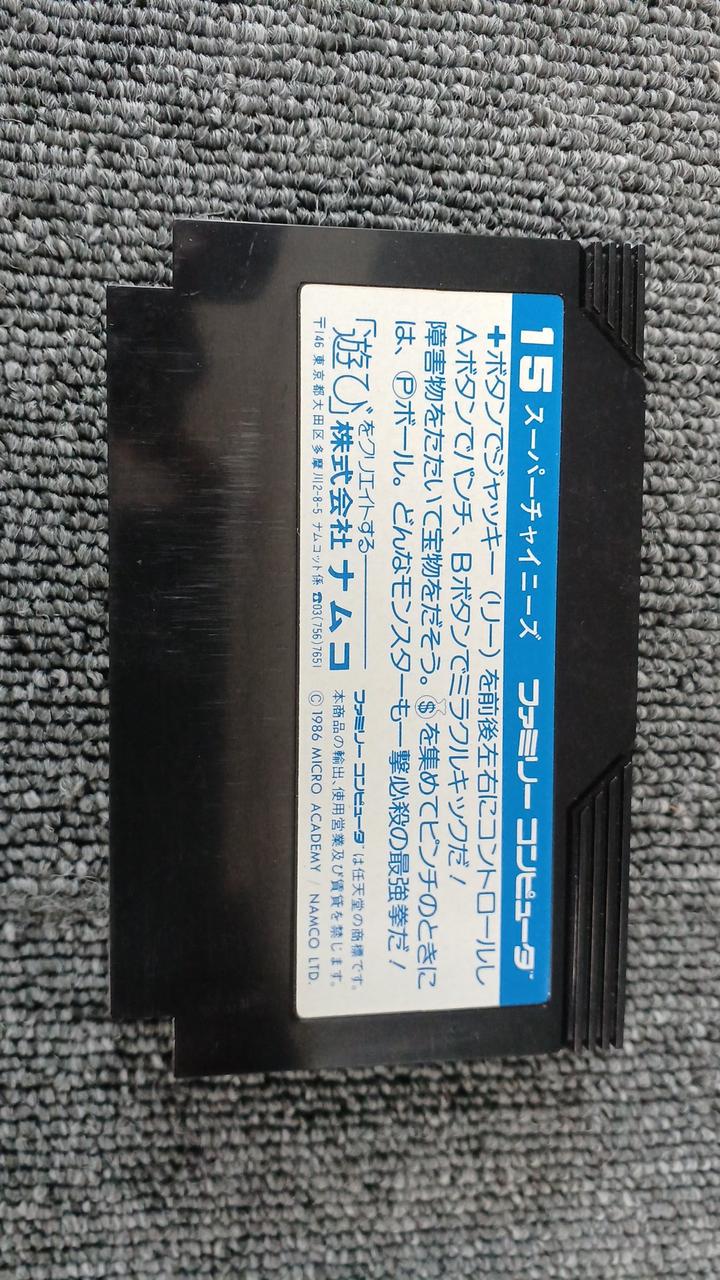 15 スーパーチャイニーズ ファミリー コンピュータ™
✚ボタンでジャッキー（リー）を前後左右にコントロールし
Aボタンでパンチ、Bボタンでミラクルキックだ！
障害物をたたいて宝物をだそう。$を集めてピンチのときに
は、Ⓟボール。どんなモンスターも一撃必殺の最強拳だ！
「遊び」をクリエイトする
株式会社ナムコ
〒146 東京都大田区多摩川2-8-5 ナムコット係 ☎03(756)7651
ファミリー コンピュータ™は任天堂の商標です。
本商品の輸出、使用営業及び賃貸を禁じます。
© 1986 MICRO ACADEMY / NAMCO LTD.